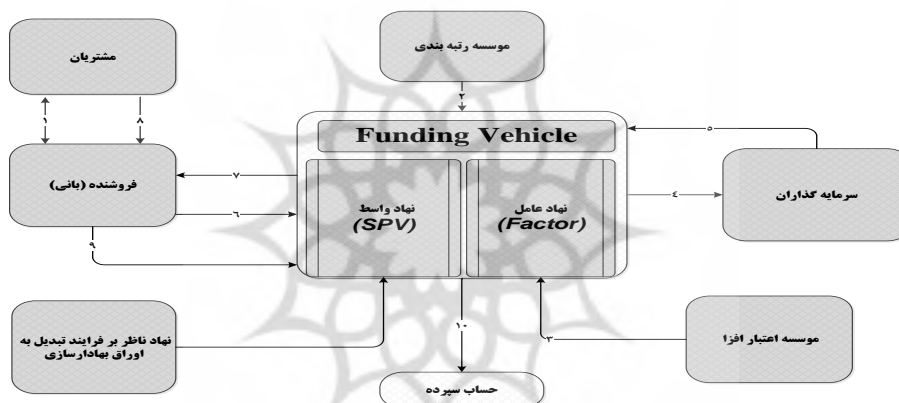 موسسه رتبه بندی
مشتریان
۲
۱
۸
Funding Vehicle
۵
۷
فروشنده (بانی)
سرمایه گذاران
۴
نهاد عامل
(Factor)
نهاد واسط
(SPV)
۶
۹
موسسه اعتبار افزا
۳
۱۰
نهاد ناظر بر فرایند تبدیل به
اوراق بهادارسازی
حساب سپرده